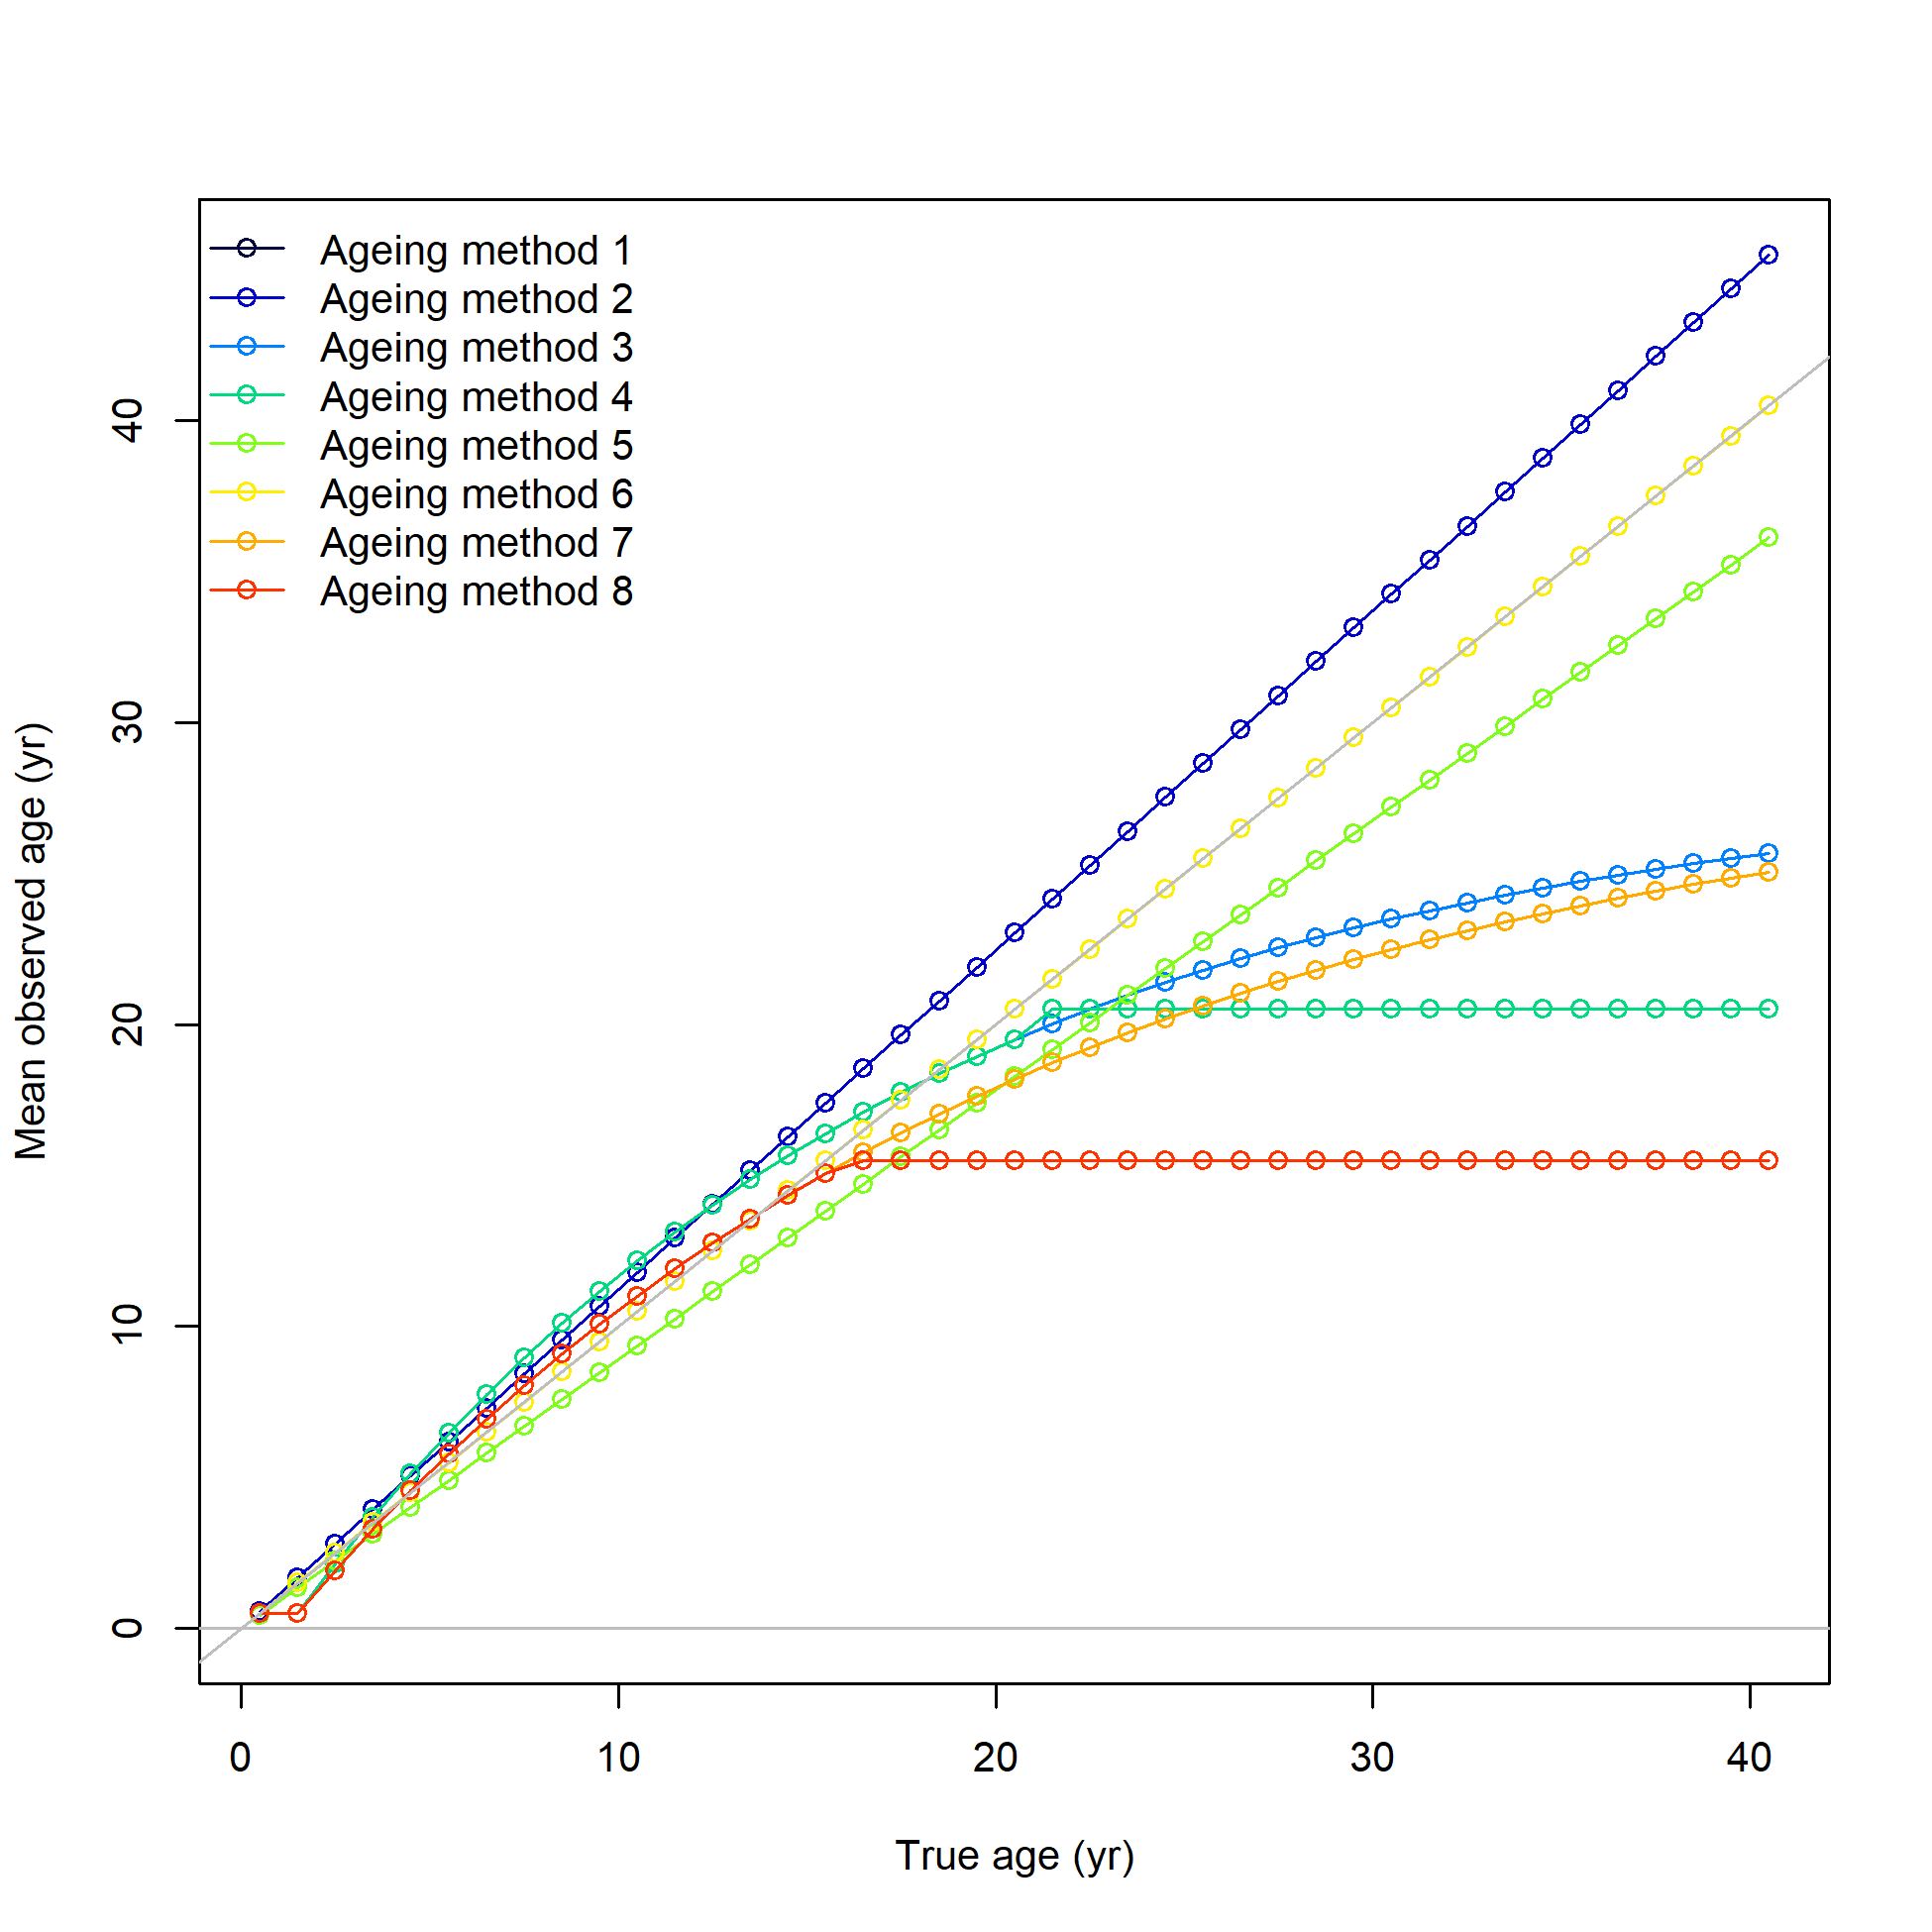 Ageing method 1
Ageing method 2
Ageing method 3
Ageing method 4
Ageing method 5
Ageing method 6
Ageing method 7
Ageing method 8
Mean observed age (yr)
40
30
20
10
0
0 10 20 30 40
True age (yr)